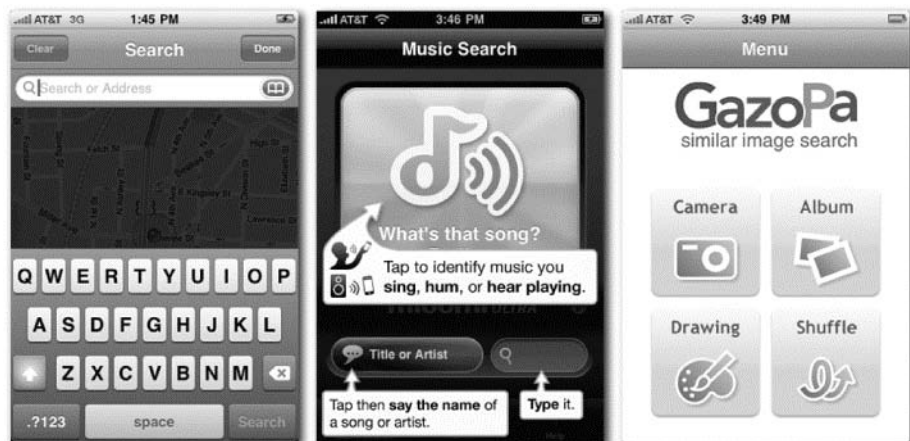 AT&T 3G 1:45 PM
Clear Search Done
Search or Address
Q W E R T Y U I O P
A S D F G H J K L
Z X C V B N M
.?123 space Search
AT&T 3:46 PM
Music Search
What's that song?
Tap to identify music you
sing, hum, or hear playing.
Title or Artist
Tap then say the name of
a song or artist.
Type it.
AT&T 3:49 PM
Menu
GazoPa
similar image search
Camera Album
Drawing Shuffle